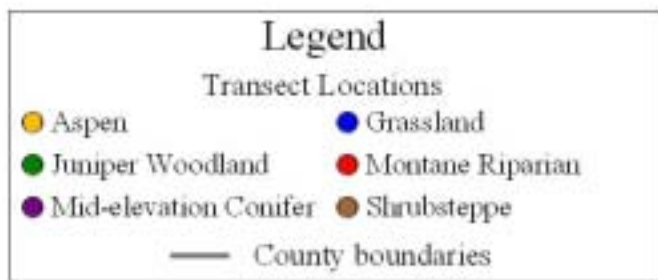 Legend
Transect Locations
Aspen
Grassland
Juniper Woodland
Montane Riparian
Mid-elevation Conifer
Shrubsteppe
County boundaries